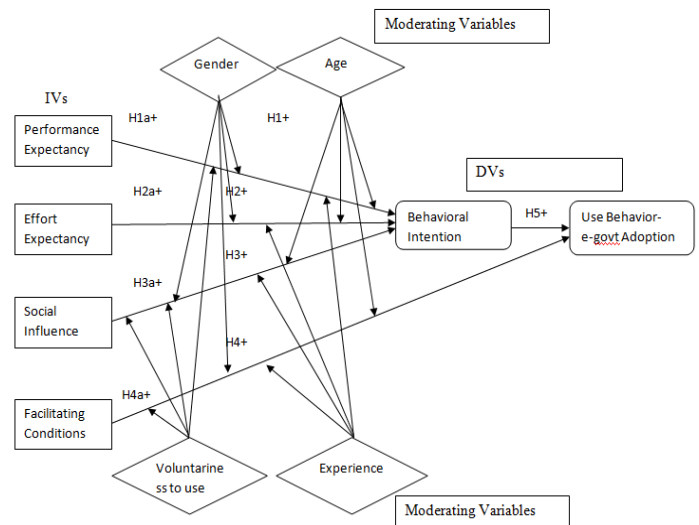 Moderating Variables
Gender
Age
IVs
H1a+
H1+
Performance
Expectancy
DVs
H2a+
H2+
Effort
Expectancy
Behavioral
Intention
H5+
Use Behavior-
e-govt Adoption
H3+
H3a+
Social
Influence
H4+
H4a+
Facilitating
Conditions
Voluntarine
ss to use
Experience
Moderating Variables